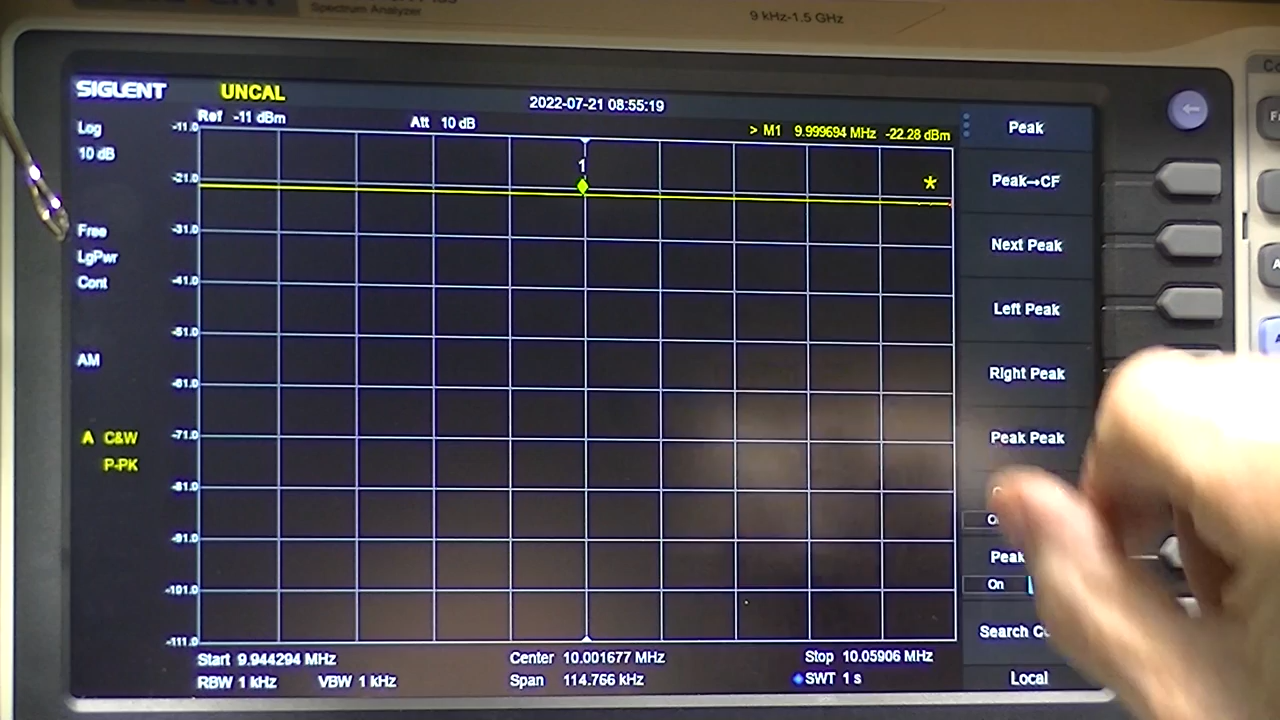 Spectrum Analyzer
9 kHz-1.5 GHz
SIGLENT
UNCAL
2022-07-21 08:55:19
Ref -11 dBm
Att 10 dB
> M1 9.999694 MHz -22.28 dBm
Log
10 dB
Free
LgPwr
Cont
AM
A C&W
P-PK
-11.0
-21.0
-31.0
-41.0
-51.0
-61.0
-71.0
-81.0
-91.0
-101.0
-111.0
1
*
Peak
Peak→CF
Next Peak
Left Peak
Right Peak
Peak Peak
Peak
On
Search
Local
Start 9.944294 MHz
Center 10.001677 MHz
Stop 10.05906 MHz
RBW 1 kHz
VBW 1 kHz
Span 114.766 kHz
SWT 1 s